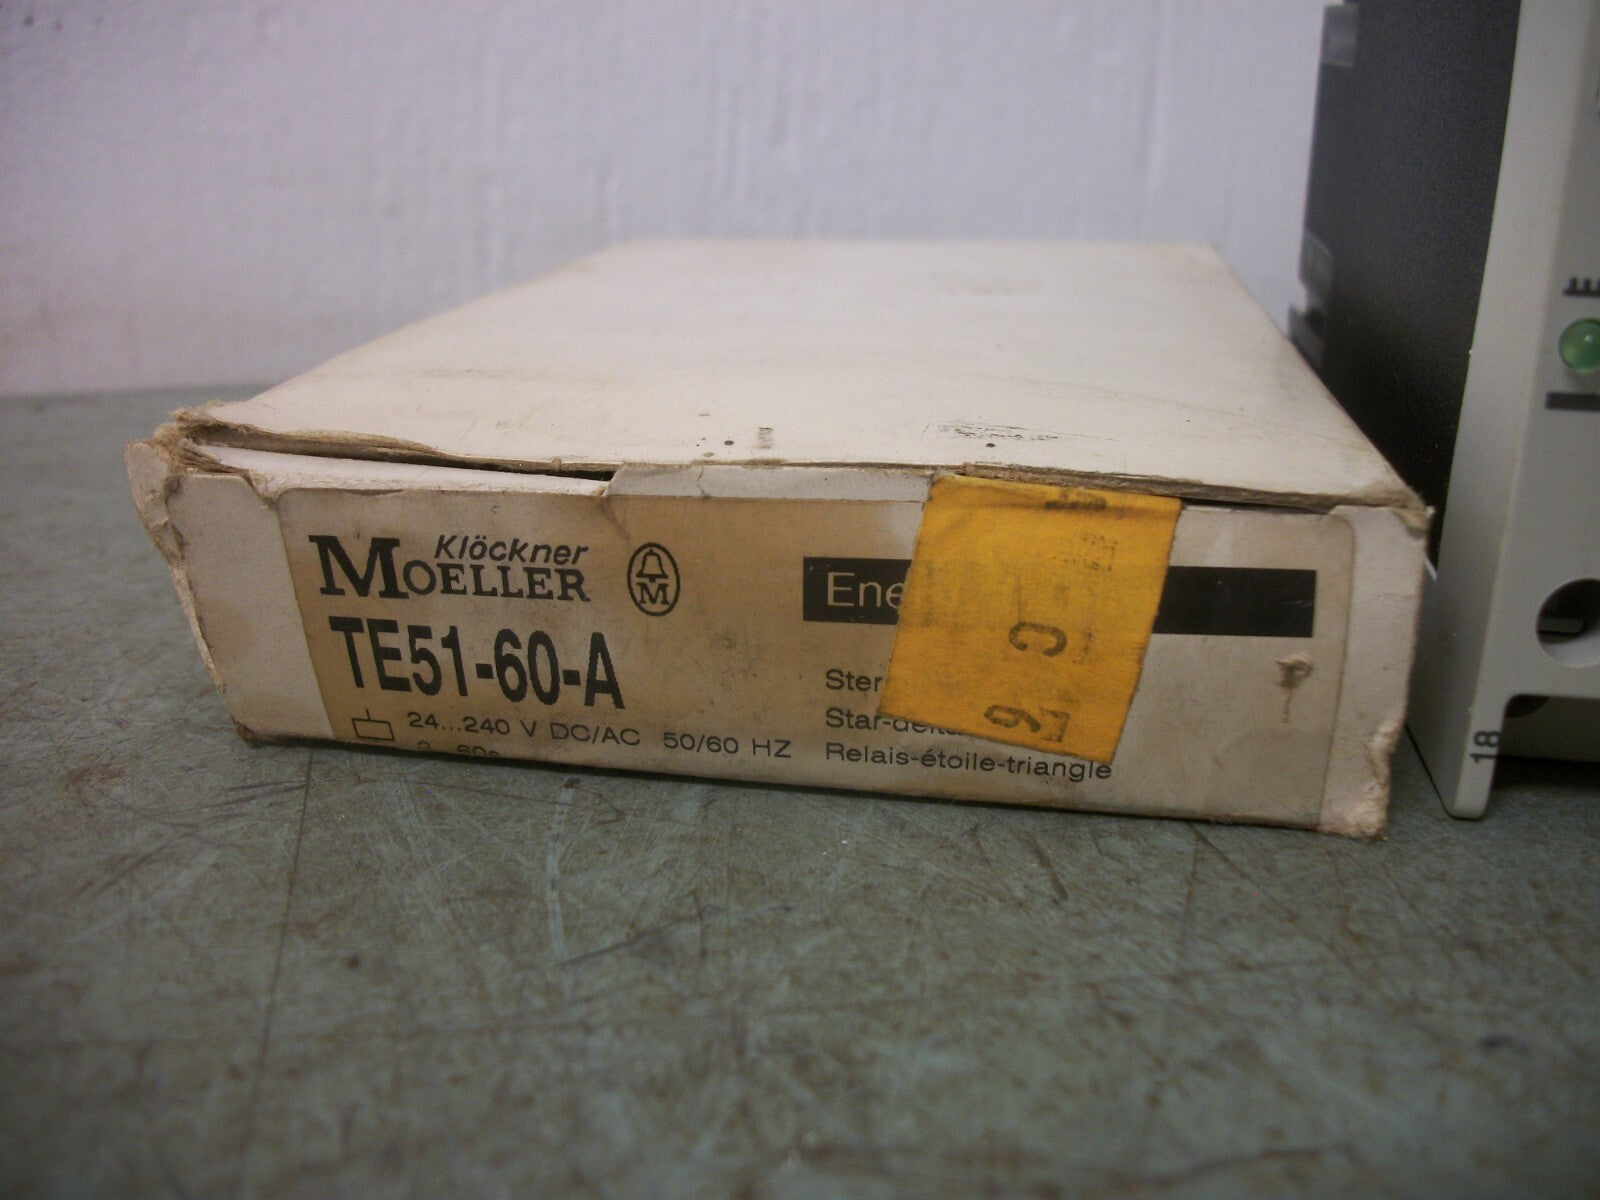 Klöckner
MOELLER
M
TE51-60-A
24...240 V DC/AC 50/60 HZ
Ene
Ster
Star-delta
Relais-étoile-triangle
18